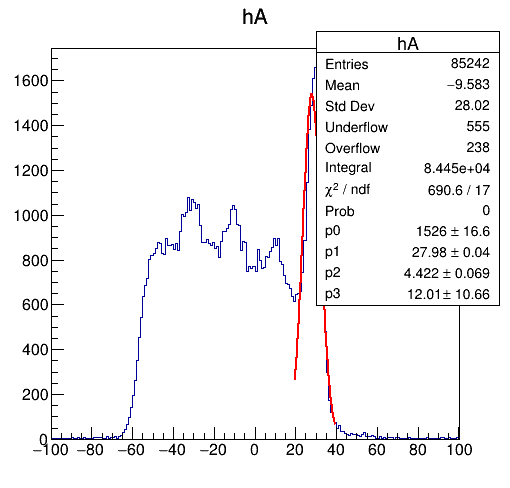 hA
hA
Entries 85242
Mean −9.583
Std Dev 28.02
Underflow 555
Overflow 238
Integral 8.445e+04
χ² / ndf 690.6 / 17
Prob 0
p0 1526 ± 16.6
p1 27.98 ± 0.04
p2 4.422 ± 0.069
p3 12.01 ± 10.66
1600
1400
1200
1000
800
600
400
200
0
−100 −80 −60 −40 −20 0 20 40 60 80 100